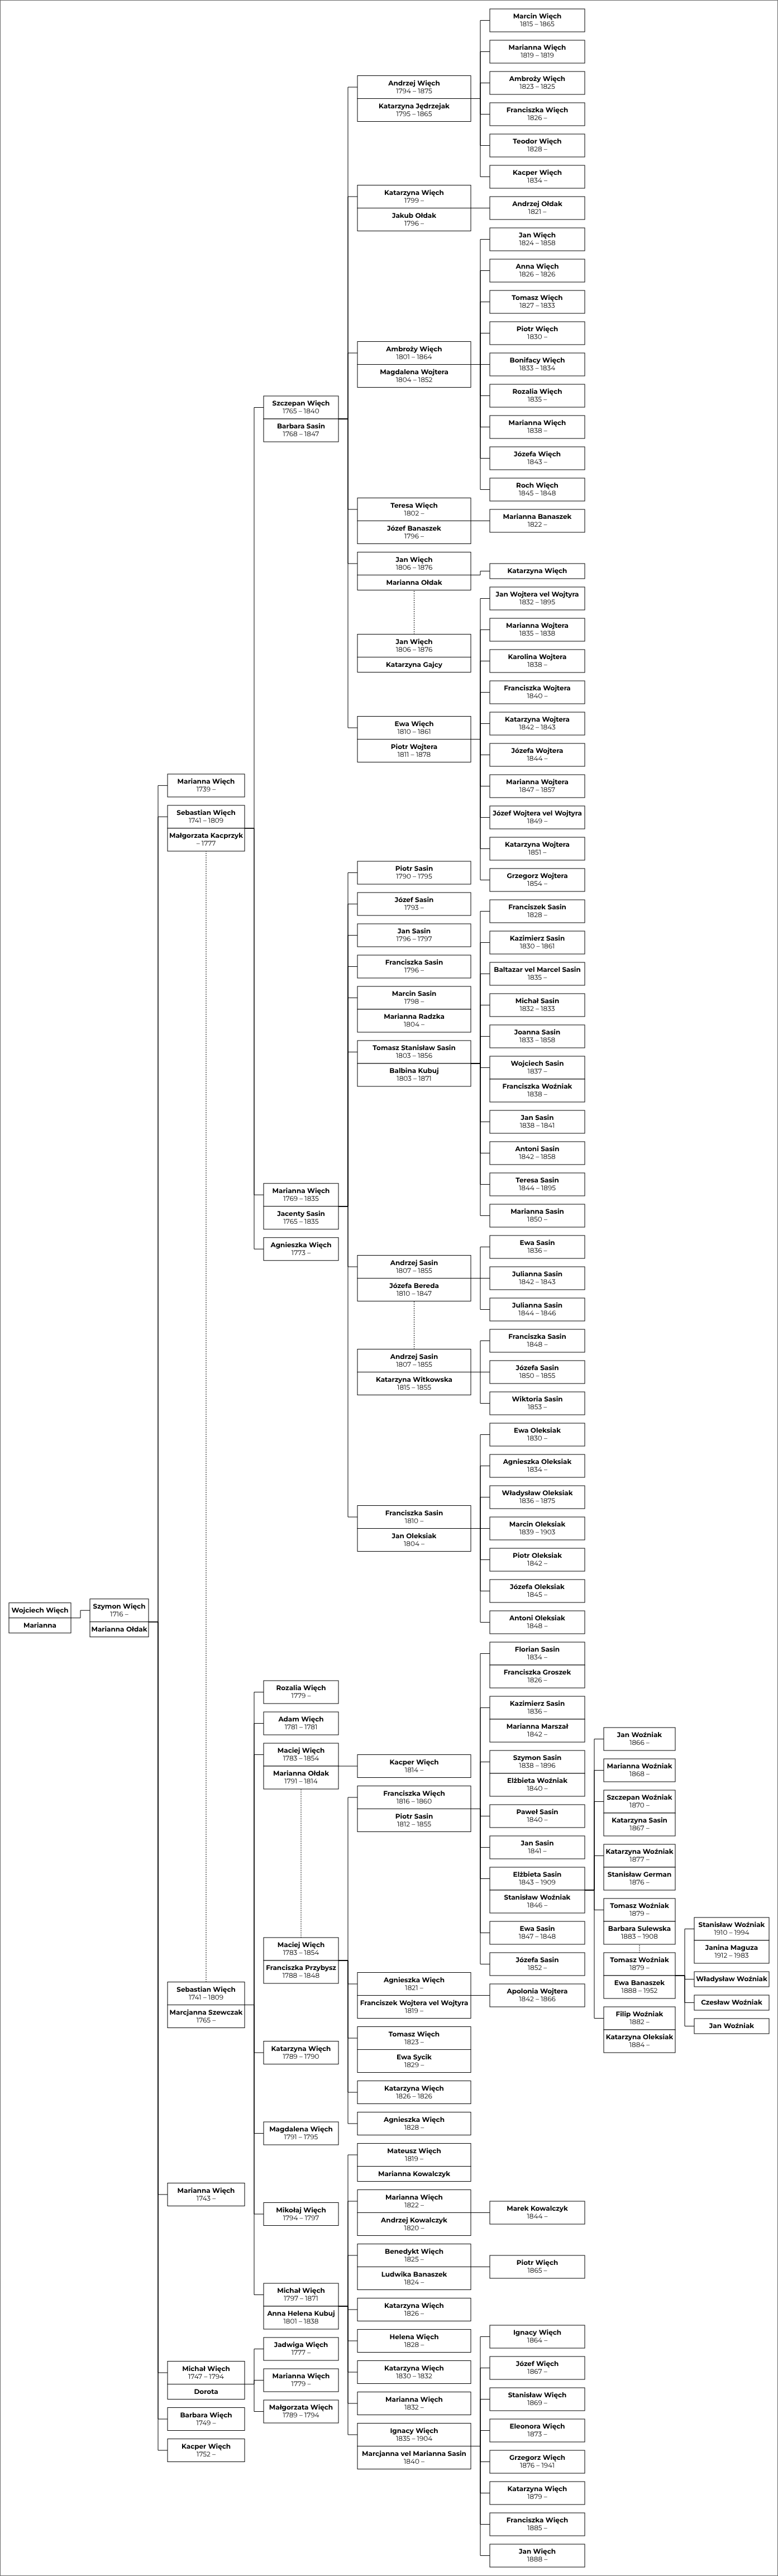 Wojciech Więch
Marianna
Szymon Więch
1716 –
Marianna Ołdak
Marianna Więch
1739 –
Sebastian Więch
1741 – 1809
Małgorzata Kacprzyk
– 1777
Sebastian Więch
1741 – 1809
Marcjanna Szewczak
1765 –
Marianna Więch
1743 –
Michał Więch
1747 – 1794
Dorota
Barbara Więch
1749 –
Kacper Więch
1752 –
Szczepan Więch
1765 – 1840
Barbara Sasin
1768 – 1847
Marianna Więch
1769 – 1835
Jacenty Sasin
1765 – 1835
Agnieszka Więch
1773 –
Rozalia Więch
1779 –
Adam Więch
1781 – 1781
Maciej Więch
1783 – 1854
Marianna Ołdak
1791 – 1814
Maciej Więch
1783 – 1854
Franciszka Przybysz
1788 – 1848
Katarzyna Więch
1789 – 1790
Magdalena Więch
1791 – 1795
Mikołaj Więch
1794 – 1797
Michał Więch
1797 – 1871
Anna Helena Kubuj
1801 – 1838
Jadwiga Więch
1777 –
Marianna Więch
1779 –
Małgorzata Więch
1789 – 1794
Andrzej Więch
1794 – 1875
Katarzyna Jędrzejak
1795 – 1865
Katarzyna Więch
1799 –
Jakub Ołdak
1796 –
Ambroży Więch
1801 – 1864
Magdalena Wojtera
1804 – 1852
Teresa Więch
1802 –
Józef Banaszek
1796 –
Jan Więch
1806 – 1876
Marianna Ołdak
Jan Więch
1806 – 1876
Katarzyna Gajcy
Ewa Więch
1810 – 1861
Piotr Wojtera
1811 – 1878
Piotr Sasin
1790 – 1795
Józef Sasin
1793 –
Jan Sasin
1796 – 1797
Franciszka Sasin
1796 –
Marcin Sasin
1798 –
Marianna Radzka
1804 –
Tomasz Stanisław Sasin
1803 – 1856
Balbina Kubuj
1803 – 1871
Andrzej Sasin
1807 – 1855
Józefa Bereda
1810 – 1847
Andrzej Sasin
1807 – 1855
Katarzyna Witkowska
1815 – 1855
Franciszka Sasin
1810 –
Jan Oleksiak
1804 –
Kacper Więch
1814 –
Franciszka Więch
1816 – 1860
Piotr Sasin
1812 – 1855
Agnieszka Więch
1821 –
Franciszek Wojtera vel Wojtyra
1819 –
Tomasz Więch
1823 –
Ewa Sycik
1829 –
Katarzyna Więch
1826 – 1826
Agnieszka Więch
1828 –
Mateusz Więch
1819 –
Marianna Kowalczyk
Marianna Więch
1822 –
Andrzej Kowalczyk
1820 –
Benedykt Więch
1825 –
Ludwika Banaszek
1824 –
Katarzyna Więch
1826 –
Helena Więch
1828 –
Katarzyna Więch
1830 – 1832
Marianna Więch
1832 –
Ignacy Więch
1835 – 1904
Marcjanna vel Marianna Sasin
1840 –
Marcin Więch
1815 – 1865
Marianna Więch
1819 – 1819
Ambroży Więch
1823 – 1825
Franciszka Więch
1826 –
Teodor Więch
1828 –
Kacper Więch
1834 –
Andrzej Ołdak
1821 –
Jan Więch
1824 – 1858
Anna Więch
1826 – 1826
Tomasz Więch
1827 – 1833
Piotr Więch
1830 –
Bonifacy Więch
1833 – 1834
Rozalia Więch
1835 –
Marianna Więch
1838 –
Józefa Więch
1843 –
Roch Więch
1845 – 1848
Marianna Banaszek
1822 –
Katarzyna Więch
Jan Wojtera vel Wojtyra
1832 – 1895
Marianna Wojtera
1835 – 1838
Karolina Wojtera
1838 –
Franciszka Wojtera
1840 –
Katarzyna Wojtera
1842 – 1843
Józefa Wojtera
1844 –
Marianna Wojtera
1847 – 1857
Józef Wojtera vel Wojtyra
1849 –
Katarzyna Wojtera
1851 –
Grzegorz Wojtera
1854 –
Franciszek Sasin
1828 –
Kazimierz Sasin
1830 – 1861
Baltazar vel Marcel Sasin
1835 –
Michał Sasin
1832 – 1833
Joanna Sasin
1833 – 1858
Wojciech Sasin
1837 –
Franciszka Woźniak
1838 –
Jan Sasin
1838 – 1841
Antoni Sasin
1842 – 1858
Teresa Sasin
1844 – 1895
Marianna Sasin
1850 –
Ewa Sasin
1836 –
Julianna Sasin
1842 – 1843
Julianna Sasin
1844 – 1846
Franciszka Sasin
1848 –
Józefa Sasin
1850 – 1855
Wiktoria Sasin
1853 –
Ewa Oleksiak
1830 –
Agnieszka Oleksiak
1834 –
Władysław Oleksiak
1836 – 1875
Marcin Oleksiak
1839 – 1903
Piotr Oleksiak
1842 –
Józefa Oleksiak
1845 –
Antoni Oleksiak
1848 –
Florian Sasin
1834 –
Franciszka Groszek
1826 –
Kazimierz Sasin
1836 –
Marianna Marszał
1842 –
Szymon Sasin
1838 – 1896
Elżbieta Woźniak
1840 –
Paweł Sasin
1840 –
Jan Sasin
1841 –
Elżbieta Sasin
1843 – 1909
Stanisław Woźniak
1846 –
Ewa Sasin
1847 – 1848
Józefa Sasin
1852 –
Apolonia Wojtera
1842 – 1866
Marek Kowalczyk
1844 –
Piotr Więch
1865 –
Ignacy Więch
1864 –
Józef Więch
1867 –
Stanisław Więch
1869 –
Eleonora Więch
1873 –
Grzegorz Więch
1876 – 1941
Katarzyna Więch
1879 –
Franciszka Więch
1885 –
Jan Więch
1888 –
Jan Woźniak
1866 –
Marianna Woźniak
1868 –
Szczepan Woźniak
1870 –
Katarzyna Sasin
1867 –
Katarzyna Woźniak
1877 –
Stanisław German
1876 –
Tomasz Woźniak
1879 –
Barbara Sulewska
1883 – 1908
Tomasz Woźniak
1879 –
Ewa Banaszek
1888 – 1952
Filip Woźniak
1882 –
Katarzyna Oleksiak
1884 –
Stanisław Woźniak
1910 – 1994
Janina Maguza
1912 – 1983
Władysław Woźniak
Czesław Woźniak
Jan Woźniak